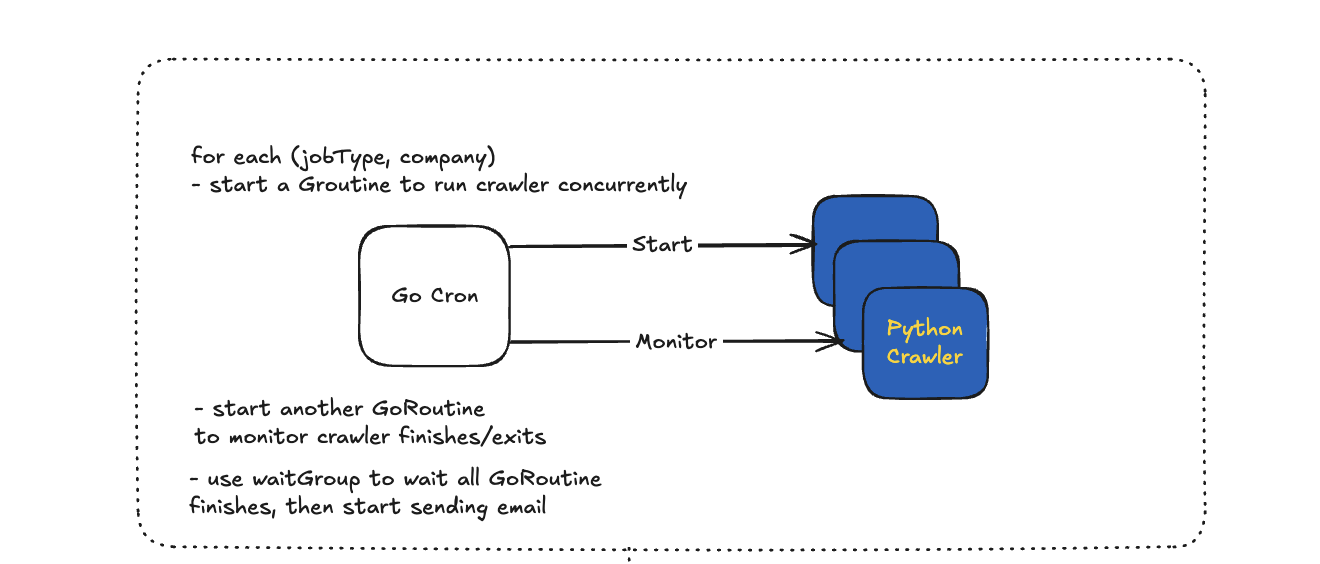 for each (jobType, company)
- start a Groutine to run crawler concurrently
Start
Go Cron
Python
Crawler
Monitor
- start another GoRoutine
to monitor crawler finishes/exits
- use waitGroup to wait all GoRoutine
finishes, then start sending email